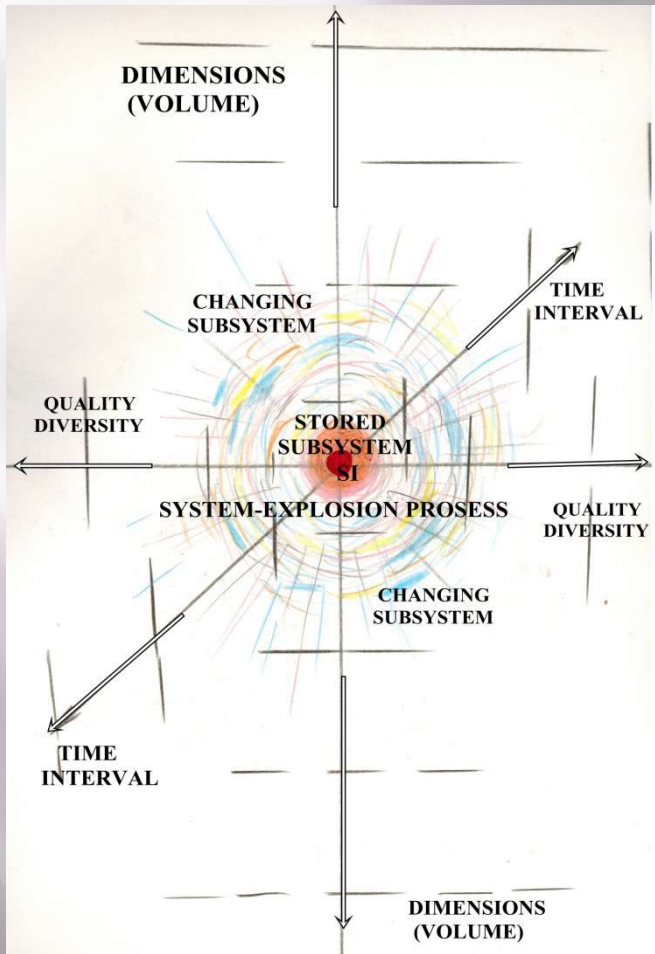 DIMENSIONS
(VOLUME)
CHANGING
SUBSYSTEM
TIME
INTERVAL
QUALITY
DIVERSITY
STORED
SUBSYSTEM
SI
SYSTEM-EXPLOSION PROSESS
QUALITY
DIVERSITY
CHANGING
SUBSYSTEM
TIME
INTERVAL
DIMENSIONS
(VOLUME)